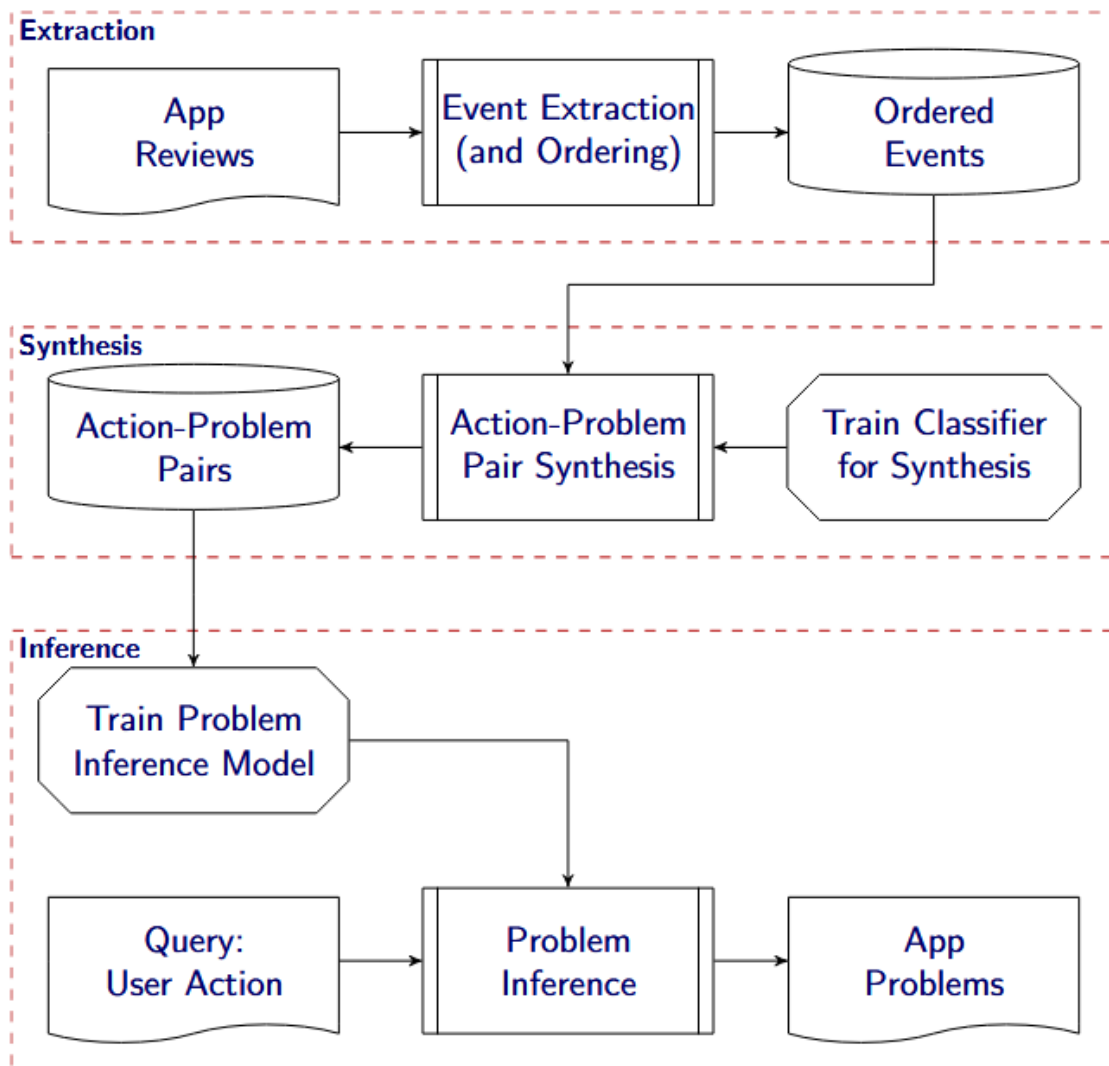 Extraction
App
Reviews
Event Extraction
(and Ordering)
Ordered
Events
Synthesis
Action-Problem
Pairs
Action-Problem
Pair Synthesis
Train Classifier
for Synthesis
Inference
Train Problem
Inference Model
Query:
User Action
Problem
Inference
App
Problems